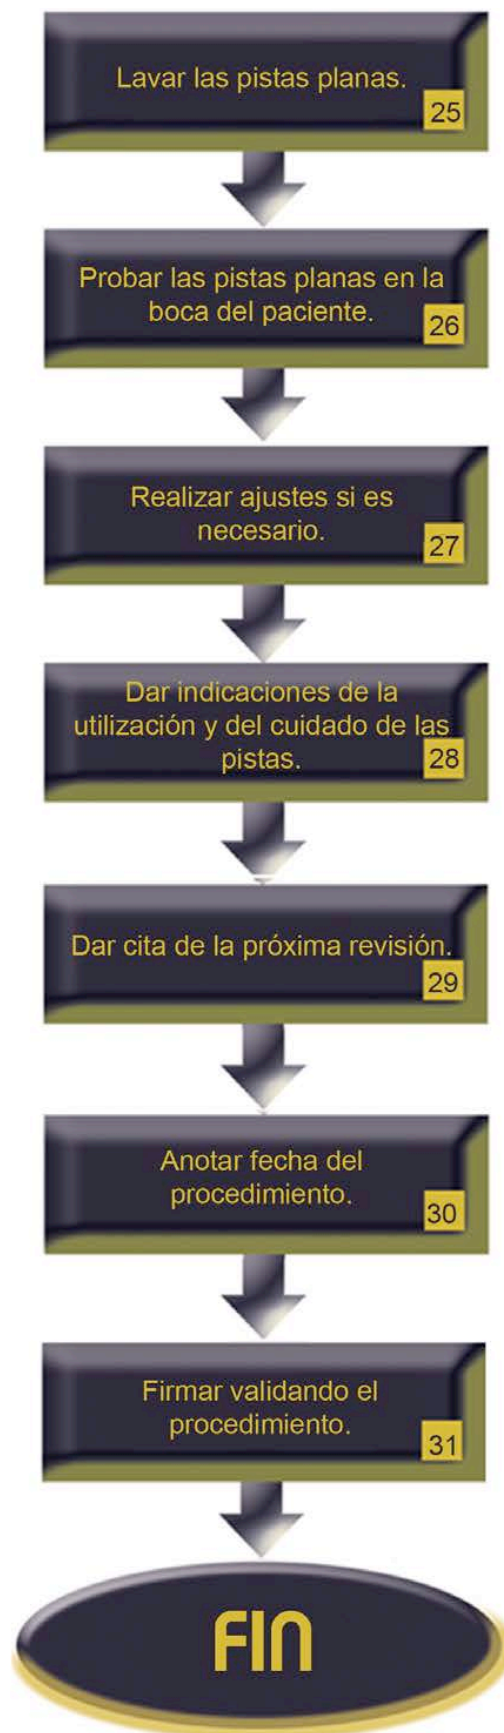 Lavar las pistas planas.
25
Probar las pistas planas en la
boca del paciente.
26
Realizar ajustes si es
necesario.
27
Dar indicaciones de la
utilización y del cuidado de las
pistas.
28
Dar cita de la próxima revisión.
29
Anotar fecha del
procedimiento.
30
Firmar validando el
procedimiento.
31
FIN